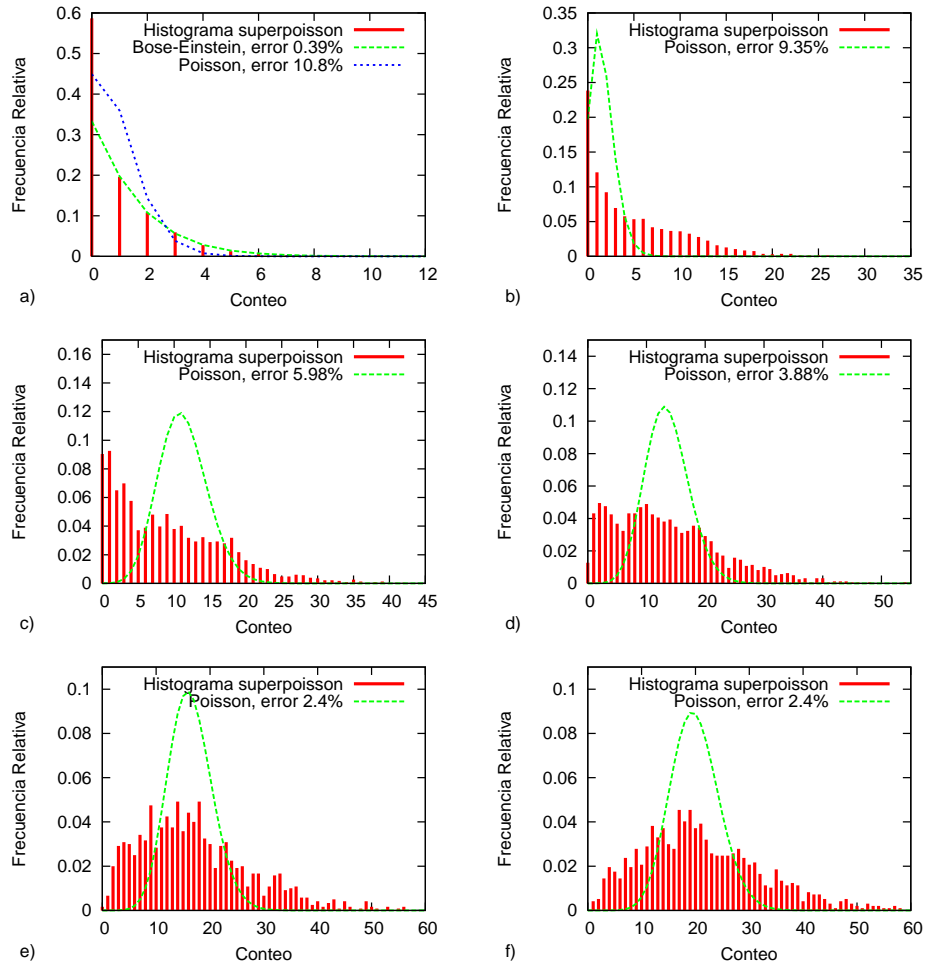 Histograma superpoisson
Bose-Einstein, error 0.39%
Poisson, error 10.8%
Frecuencia Relativa
0.6
0.5
0.4
0.3
0.2
0.1
0
0 2 4 6 8 10 12
Conteo
a)
Histograma superpoisson
Poisson, error 9.35%
Frecuencia Relativa
0.35
0.3
0.25
0.2
0.15
0.1
0.05
0
0 5 10 15 20 25 30 35
Conteo
b)
Histograma superpoisson
Poisson, error 5.98%
Frecuencia Relativa
0.16
0.14
0.12
0.1
0.08
0.06
0.04
0.02
0
0 5 10 15 20 25 30 35 40 45
Conteo
c)
Histograma superpoisson
Poisson, error 3.88%
Frecuencia Relativa
0.14
0.12
0.1
0.08
0.06
0.04
0.02
0
0 10 20 30 40 50
Conteo
d)
Histograma superpoisson
Poisson, error 2.4%
Frecuencia Relativa
0.1
0.08
0.06
0.04
0.02
0
0 10 20 30 40 50 60
Conteo
e)
Histograma superpoisson
Poisson, error 2.4%
Frecuencia Relativa
0.1
0.08
0.06
0.04
0.02
0
0 10 20 30 40 50 60
Conteo
f)